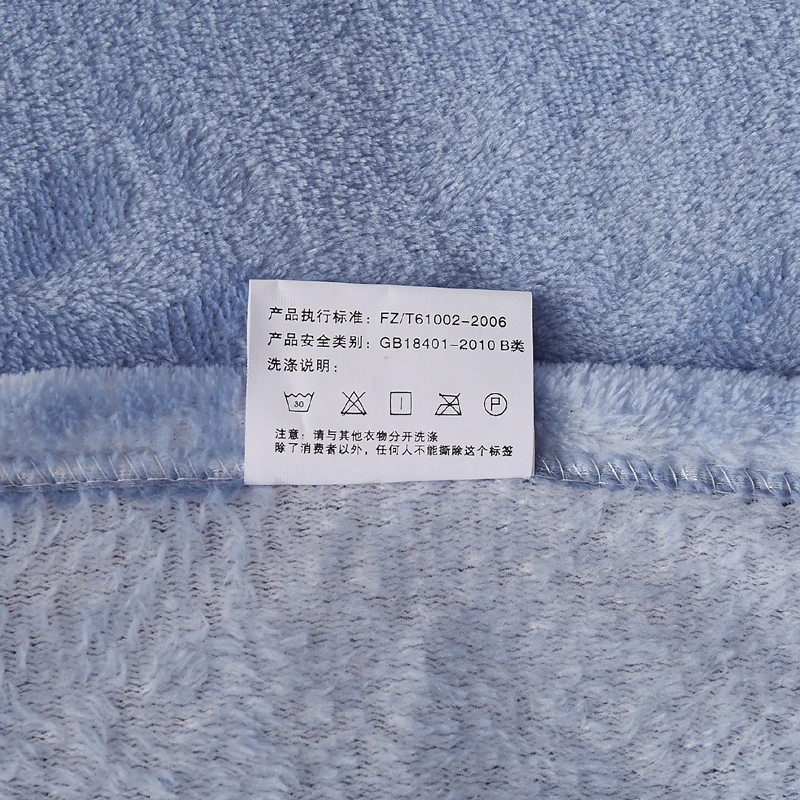 产品执行标准：FZ/T61002-2006
产品安全类别：GB18401-2010 B类
洗涤说明：
30 P
注意：请与其他衣物分开洗涤
除了消费者以外，任何人不能撕除这个标签